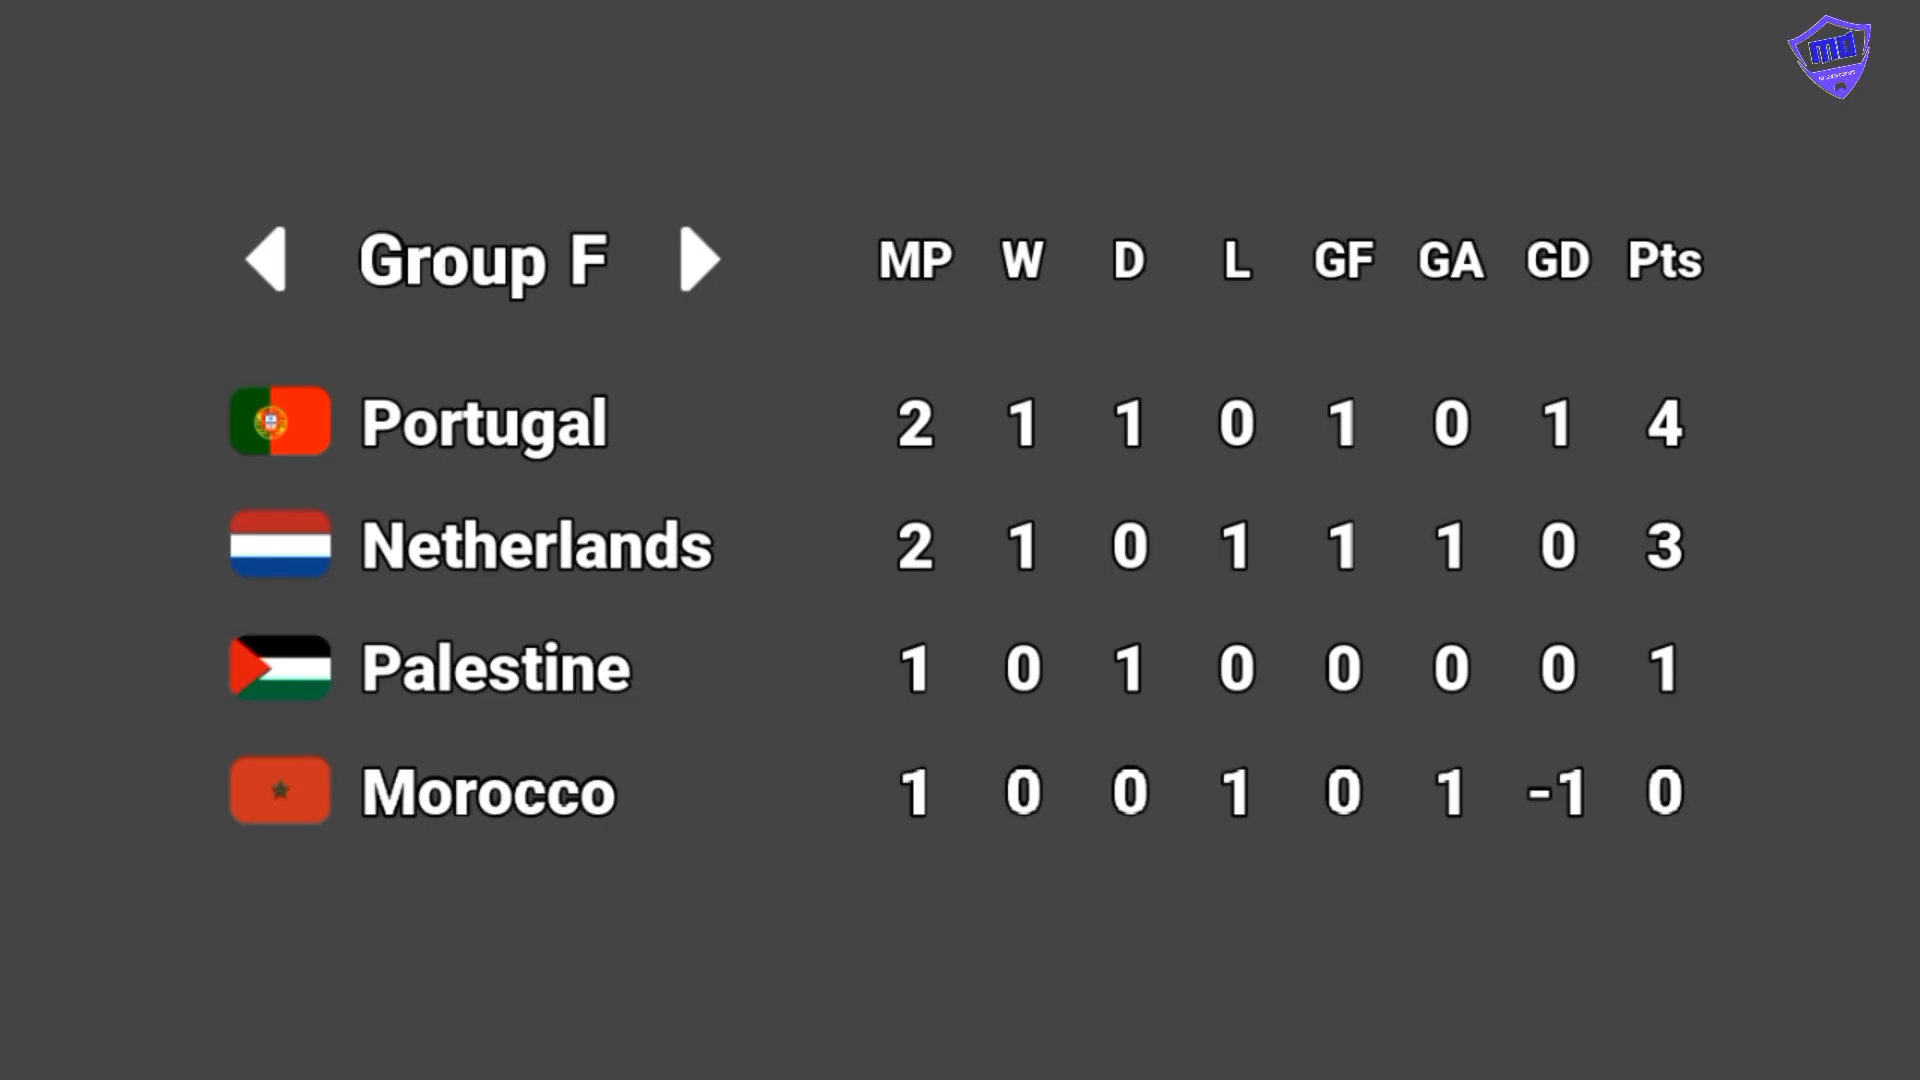 Group F MP W D L GF GA GD Pts
Portugal 2 1 1 0 1 0 1 4
Netherlands 2 1 0 1 1 1 0 3
Palestine 1 0 1 0 0 0 0 1
Morocco 1 0 0 1 0 1 -1 0